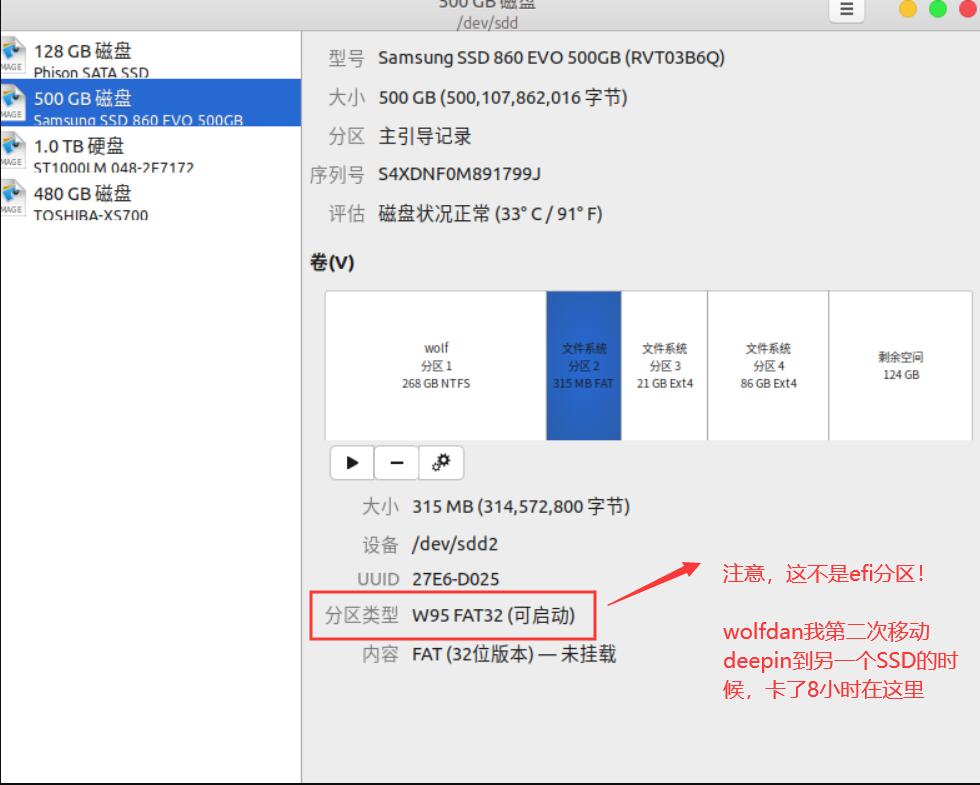 500 GB 磁盘
/dev/sdd
128 GB 磁盘
Phison SATA SSD
500 GB 磁盘
Samsung SSD 860 EVO 500GB
1.0 TB 硬盘
ST1000LM 048-2E7172
480 GB 磁盘
TOSHIBA-XS700
MAGE
MAGE
MAGE
MAGE
型号 Samsung SSD 860 EVO 500GB (RVT03B6Q)
大小 500 GB (500,107,862,016 字节)
分区 主引导记录
序列号 S4XDNF0M891799J
评估 磁盘状况正常 (33° C / 91° F)
卷(V)
wolf
分区 1
268 GB NTFS
文件系统
分区 2
315 MB FAT
文件系统
分区 3
21 GB Ext4
文件系统
分区 4
86 GB Ext4
剩余空间
124 GB
大小 315 MB (314,572,800 字节)
设备 /dev/sdd2
UUID 27E6-D025
分区类型 W95 FAT32 (可启动)
内容 FAT (32位版本) — 未挂载
注意，这不是efi分区！
wolfdan我第二次移动
deepin到另一个SSD的时
候，卡了8小时在这里